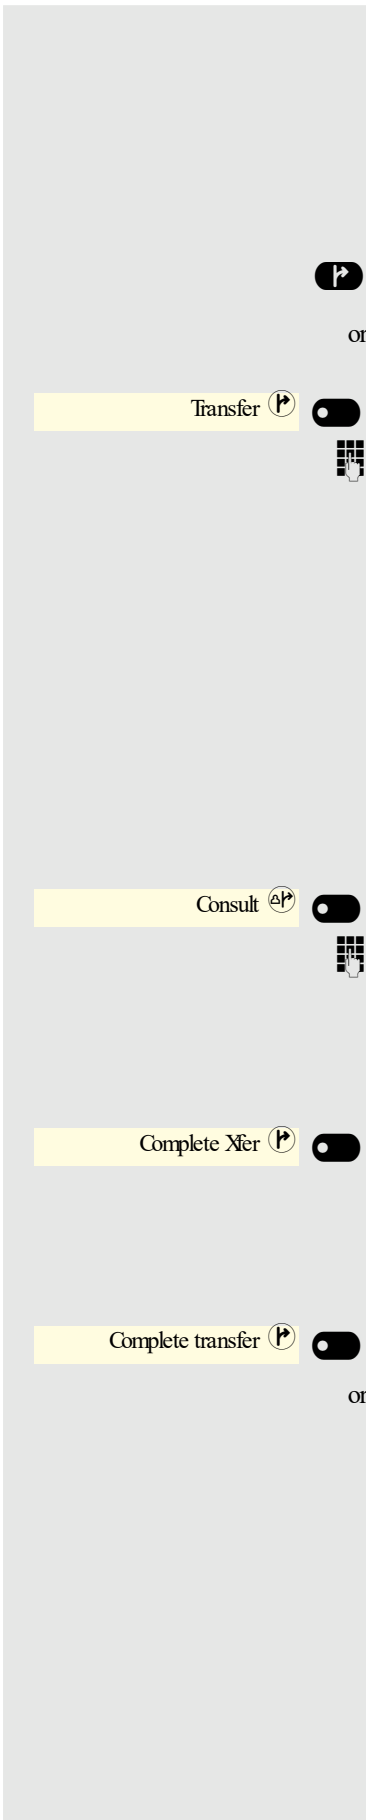 or
Transfer
Consult
Complete Xfer
Complete transfer
or